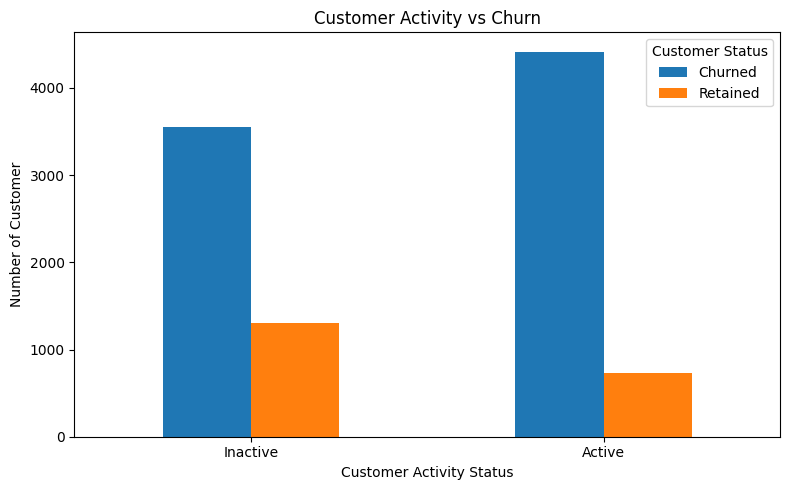 Customer Activity vs Churn
Customer Status
Churned
Retained
Number of Customer
4000
3000
2000
1000
0
Inactive
Active
Customer Activity Status